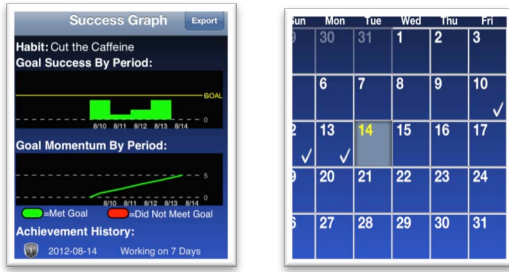 Success Graph Export
Habit: Cut the Caffeine
Goal Success By Period:
GOAL
0
8/10 8/11 8/12 8/13 8/14
Goal Momentum By Period:
5
0
8/10 8/11 8/12 8/13 8/14
=Met Goal =Did Not Meet Goal
Achievement History:
2012-08-14 Working on 7 Days
Mon Tue Wed Thu Fri
30 31 1 2 3
6 7 8 9 10
13 14 15 16 17
20 21 22 23 24
27 28 29 30 31